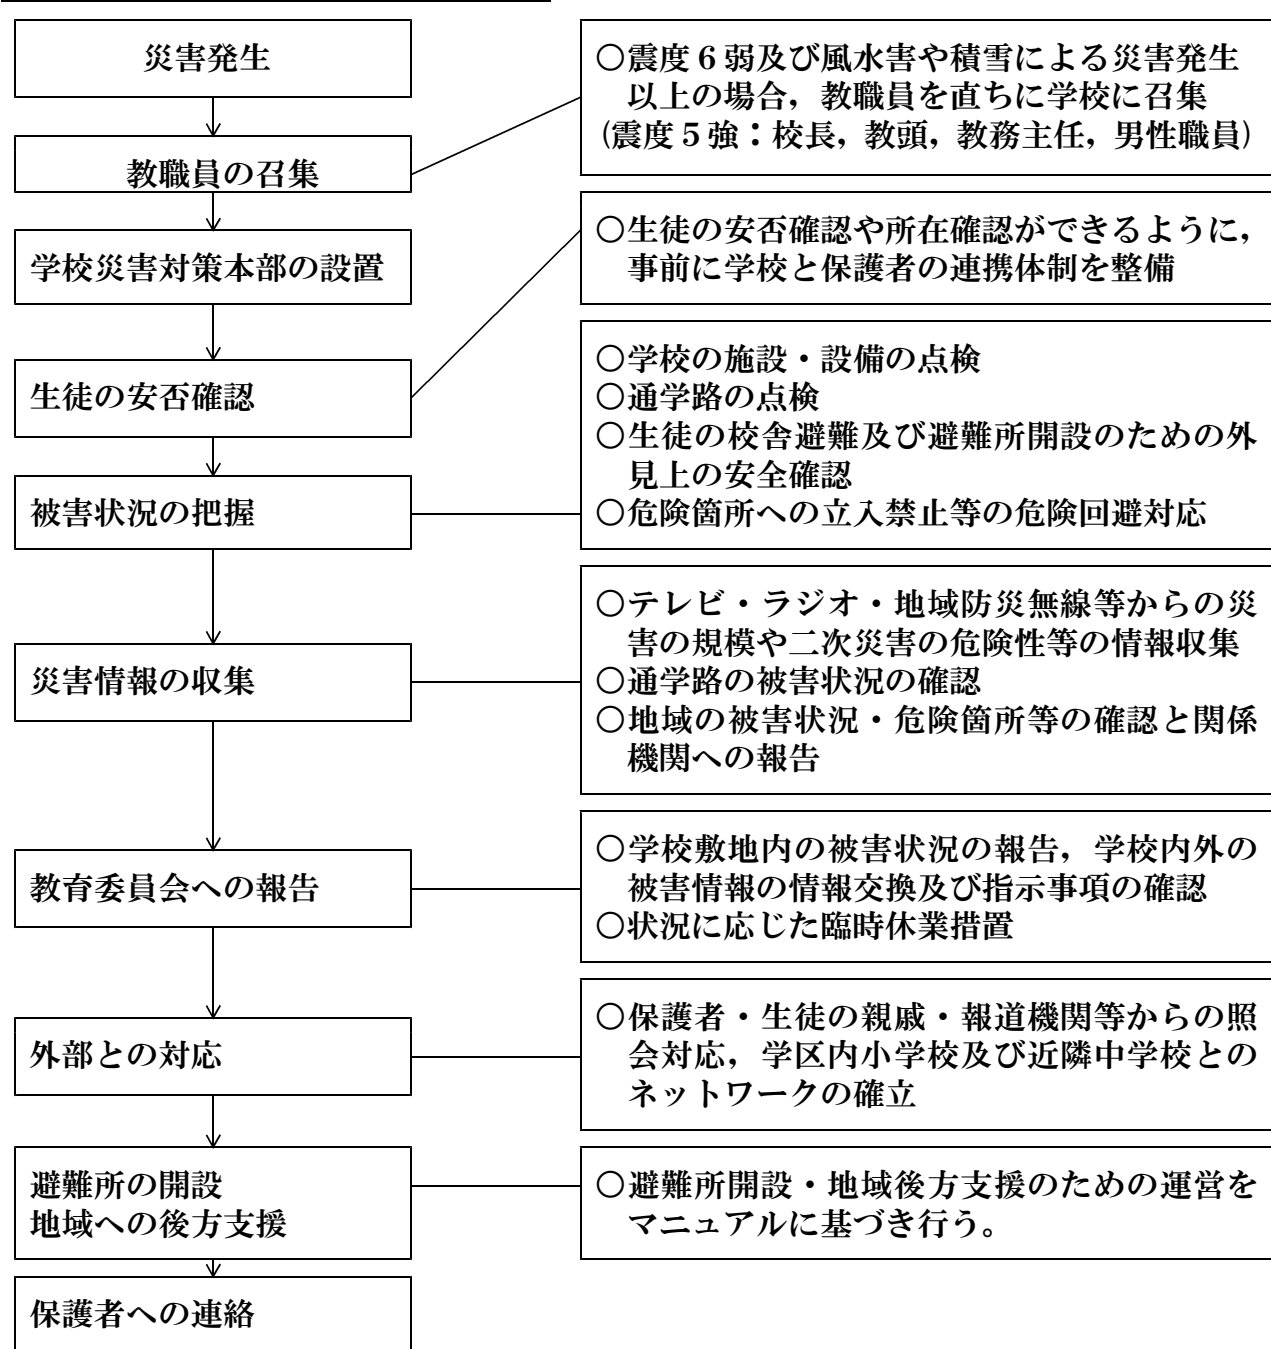 災害発生
○震度６弱及び風水害や積雪による災害発生
以上の場合，教職員を直ちに学校に召集
（震度５強：校長，教頭，教務主任，男性職員）
教職員の召集
学校災害対策本部の設置
○生徒の安否確認や所在確認ができるように，
事前に学校と保護者の連携体制を整備
生徒の安否確認
被害状況の把握
○学校の施設・設備の点検
○通学路の点検
○生徒の校舎避難及び避難所開設のための外
見上の安全確認
○危険箇所への立入禁止等の危険回避対応
災害情報の収集
○テレビ・ラジオ・地域防災無線等からの災
害の規模や二次災害の危険性等の情報収集
○通学路の被害状況の確認
○地域の被害状況・危険箇所等の確認と関係
機関への報告
教育委員会への報告
○学校敷地内の被害状況の報告，学校内外の
被害情報の情報交換及び指示事項の確認
○状況に応じた臨時休業措置
外部との対応
○保護者・生徒の親戚・報道機関等からの照
会対応，学区内小学校及び近隣中学校との
ネットワークの確立
避難所の開設
地域への後方支援
○避難所開設・地域後方支援のための運営を
マニュアルに基づき行う。
保護者への連絡